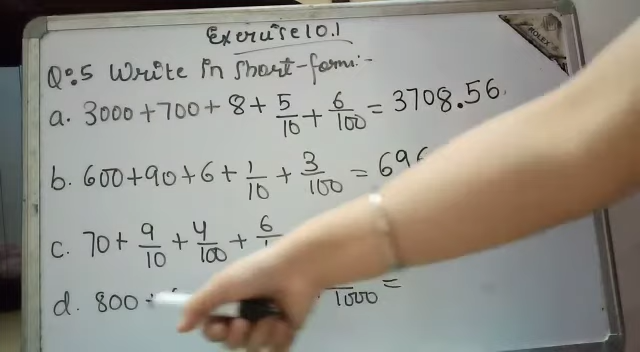 Exercise 10.1
Q:5 Write in short-form:-
a. 3000+700+8+5/10+6/100=3708.56
b. 600+90+6+1/10+3/100=696
c. 70+9/10+4/100+6/
d. 800 1000=
ROLEX